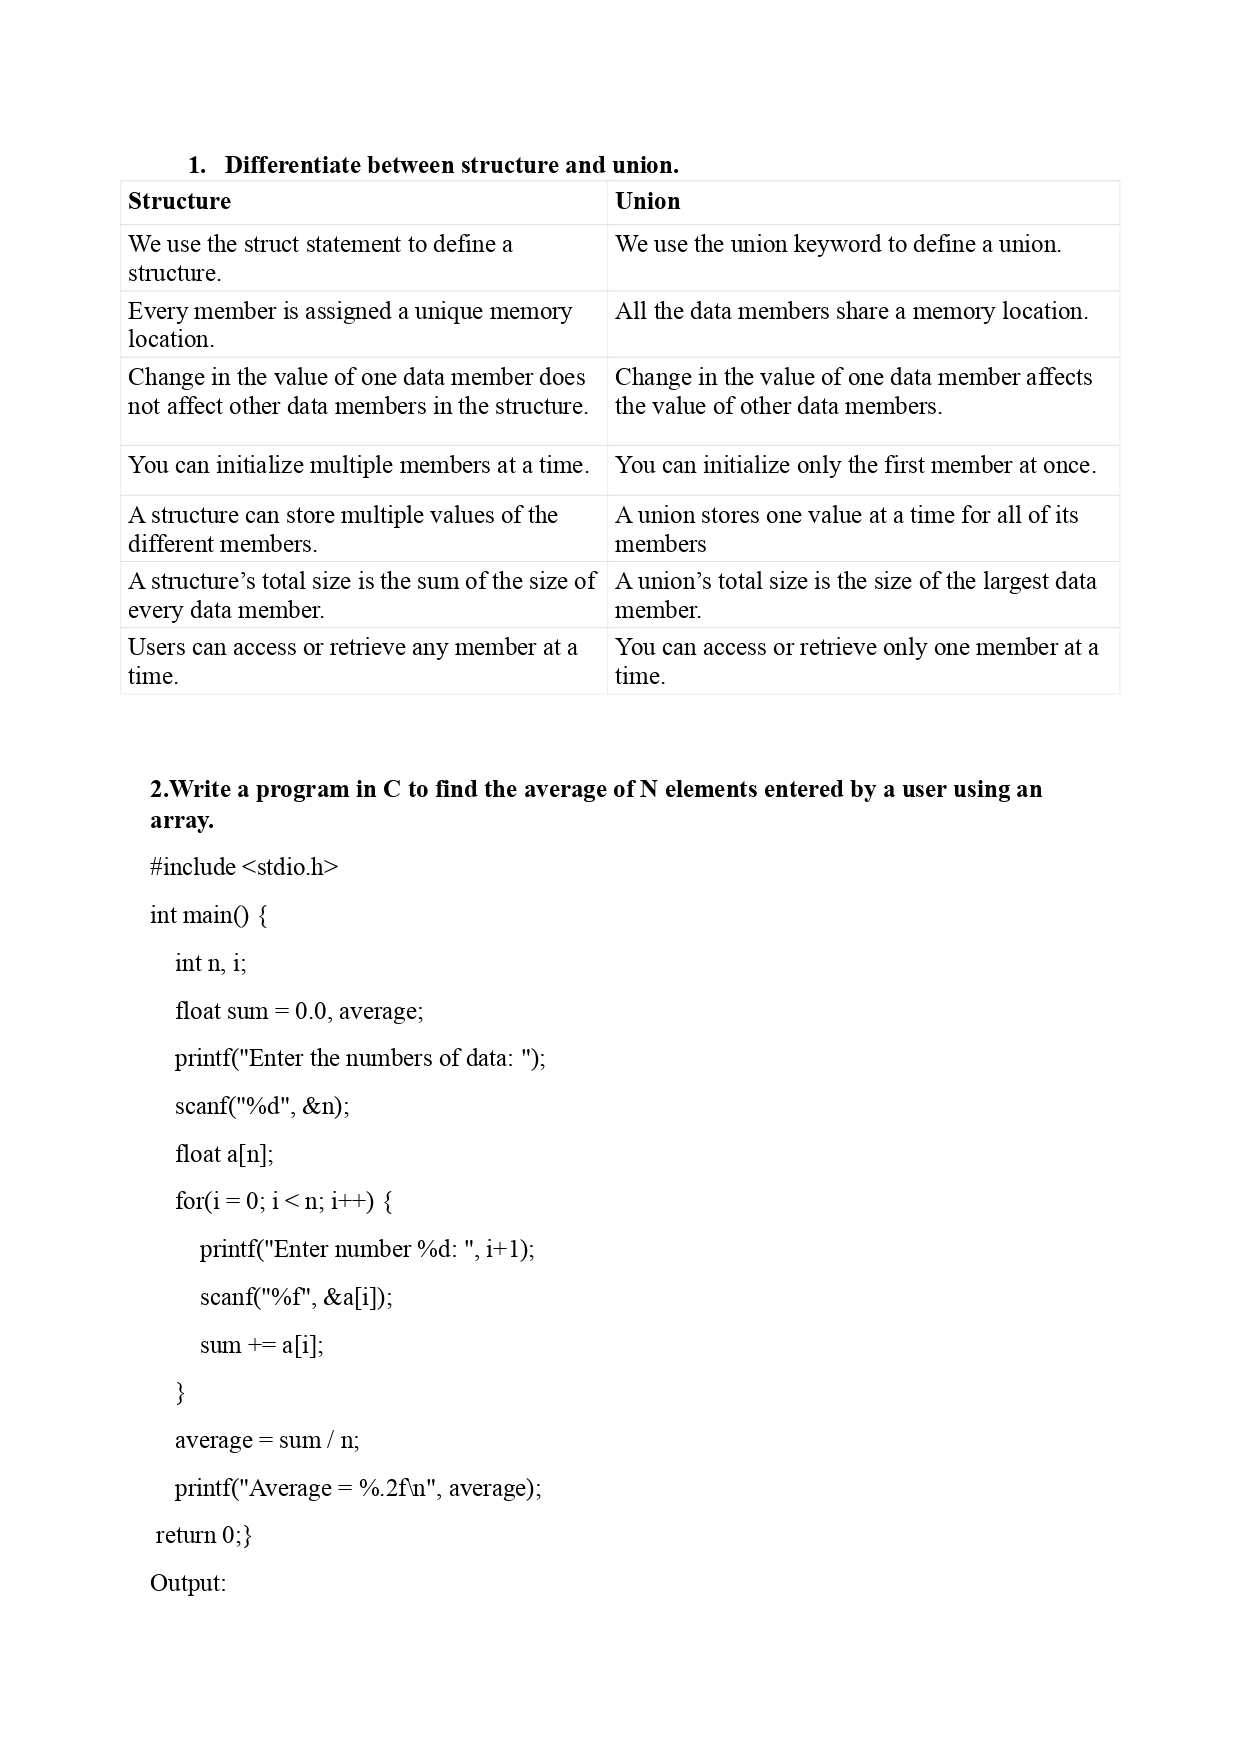 1. Differentiate between structure and union.
Structure
Union
We use the struct statement to define a
structure.
We use the union keyword to define a union.
Every member is assigned a unique memory
location.
All the data members share a memory location.
Change in the value of one data member does
not affect other data members in the structure.
Change in the value of one data member affects
the value of other data members.
You can initialize multiple members at a time.
You can initialize only the first member at once.
A structure can store multiple values of the
different members.
A union stores one value at a time for all of its
members
A structure’s total size is the sum of the size of
every data member.
A union’s total size is the size of the largest data
member.
Users can access or retrieve any member at a
time.
You can access or retrieve only one member at a
time.
2.Write a program in C to find the average of N elements entered by a user using an
array.
#include <stdio.h>
int main() {
int n, i;
float sum = 0.0, average;
printf("Enter the numbers of data: ");
scanf("%d", &n);
float a[n];
for(i = 0; i < n; i++) {
printf("Enter number %d: ", i+1);
scanf("%f", &a[i]);
sum += a[i];
}
average = sum / n;
printf("Average = %.2f\n", average);
return 0;}
Output: